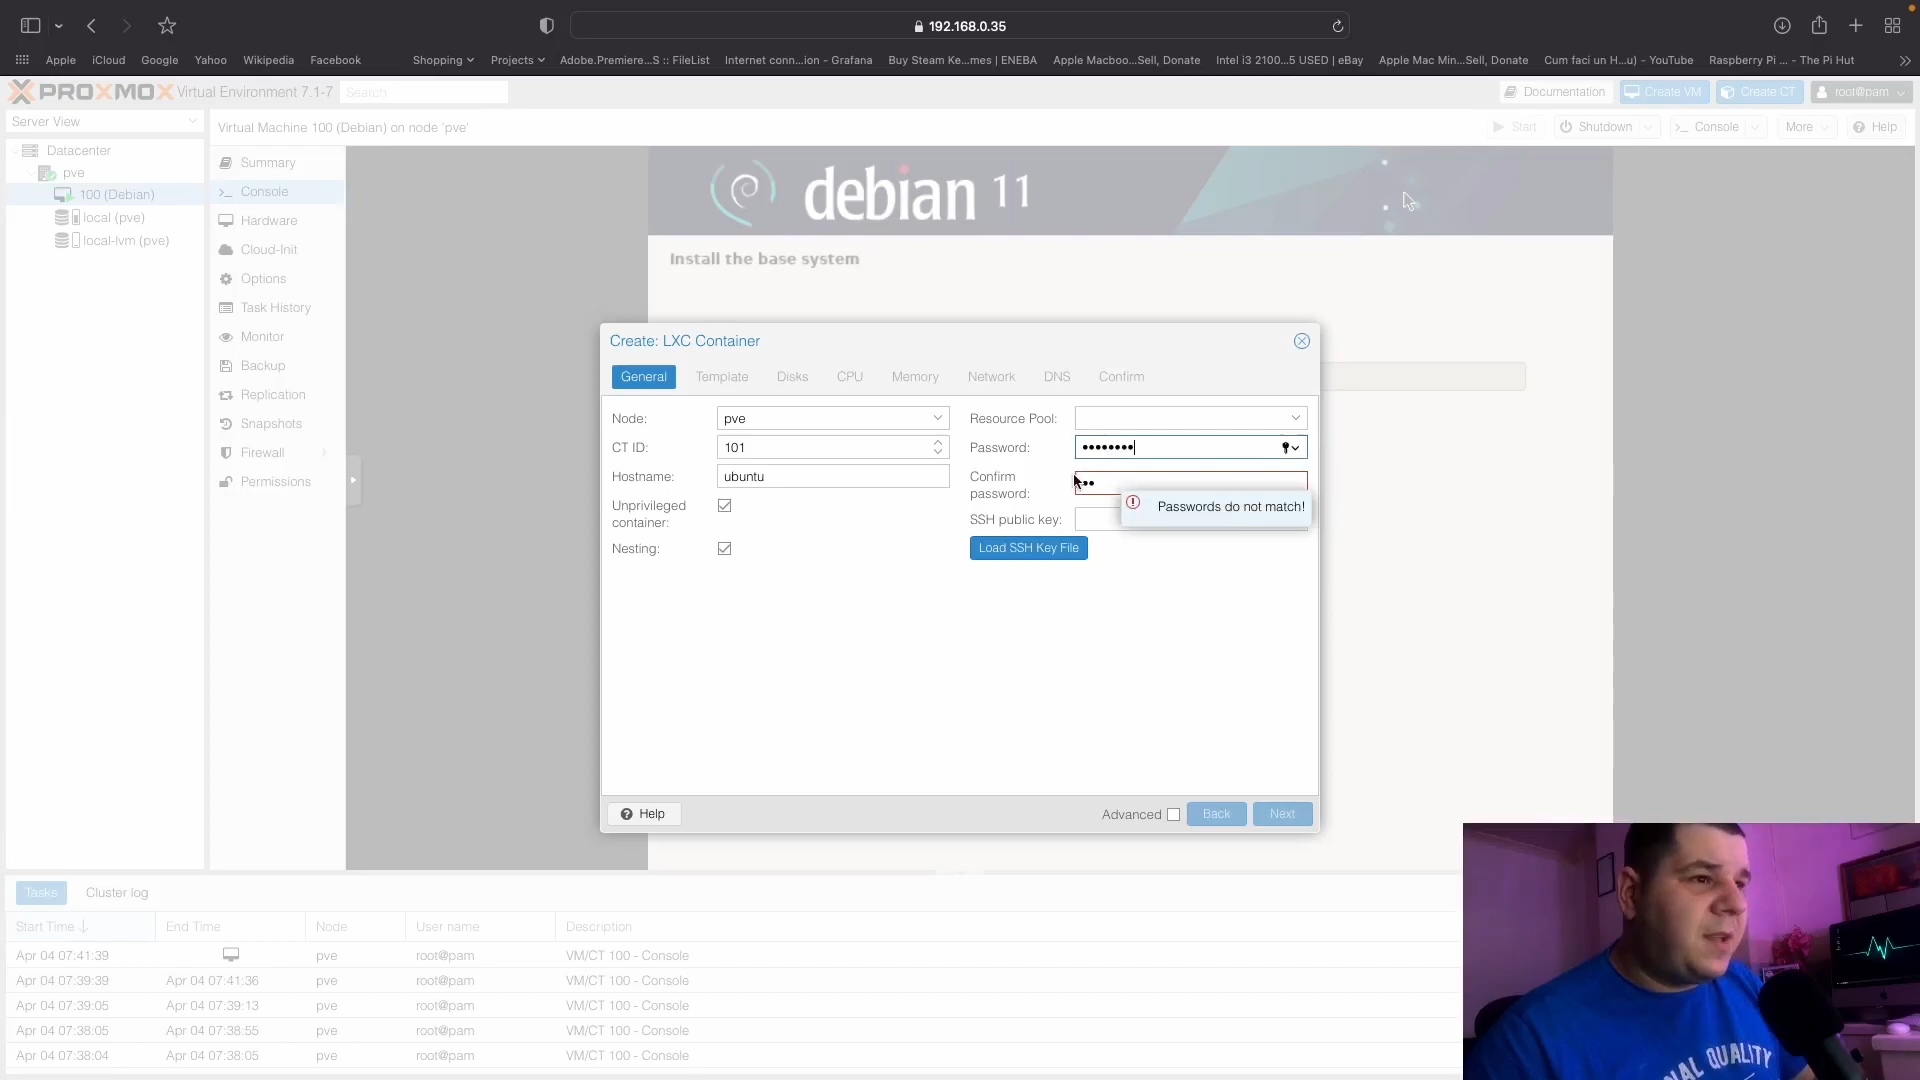 192.168.0.35
Apple iCloud Google Yahoo Wikipedia Facebook Shopping Projects Adobe.Premiere...S :: FileList Internet conn...ion - Grafana Buy Steam Ke...mes | ENEBA Apple Macboo...Sell, Donate Intel i3 2100...5 USED | eBay Apple Mac Min...Sell, Donate Cum faci un H...u) - YouTube Raspberry Pi ... - The Pi Hut
PROXMOX Virtual Environment 7.1-7 Search Documentation Create VM Create CT root@pam
Server View
Virtual Machine 100 (Debian) on node 'pve' Start Shutdown Console More Help
Datacenter
pve
100 (Debian)
local (pve)
local-lvm (pve)
Summary
Console
Hardware
Cloud-Init
Options
Task History
Monitor
Backup
Replication
Snapshots
Firewall
Permissions
debian 11
Install the base system
Create: LXC Container
General Template Disks CPU Memory Network DNS Confirm
Node: pve Resource Pool:
CT ID: 101 Password: ••••••••
Hostname: ubuntu Confirm password:
Unprivileged container: Passwords do not match!
SSH public key:
Nesting: Load SSH Key File
Help Advanced Back Next
Tasks Cluster log
Start Time End Time Node User name Description
Apr 04 07:41:39 pve root@pam VM/CT 100 - Console
Apr 04 07:39:39 Apr 04 07:41:36 pve root@pam VM/CT 100 - Console
Apr 04 07:39:05 Apr 04 07:39:13 pve root@pam VM/CT 100 - Console
Apr 04 07:38:05 Apr 04 07:38:55 pve root@pam VM/CT 100 - Console
Apr 04 07:38:04 Apr 04 07:38:05 pve root@pam VM/CT 100 - Console
NAL QUALITY